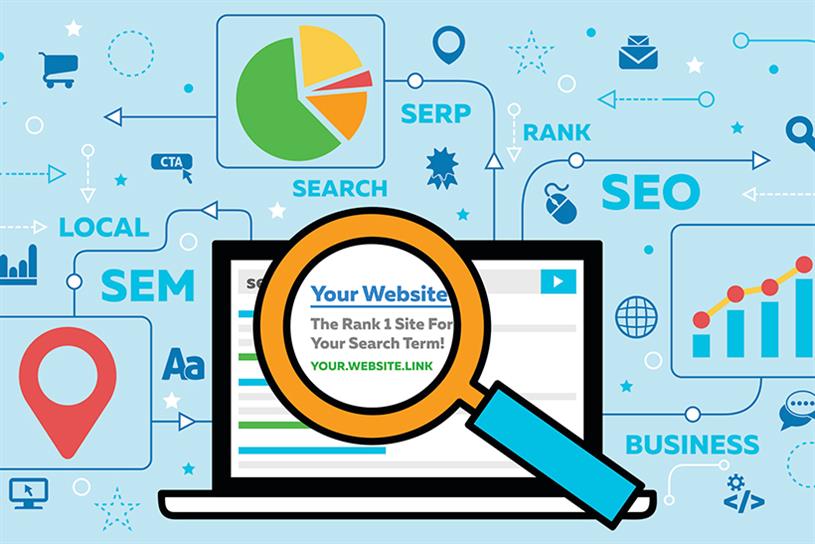 SERP
RANK
CTA
SEARCH
SEO
LOCAL
SEM
Your Website
The Rank 1 Site For
Your Search Term!
YOUR.WEBSITE.LINK
Aa
BUSINESS
</>